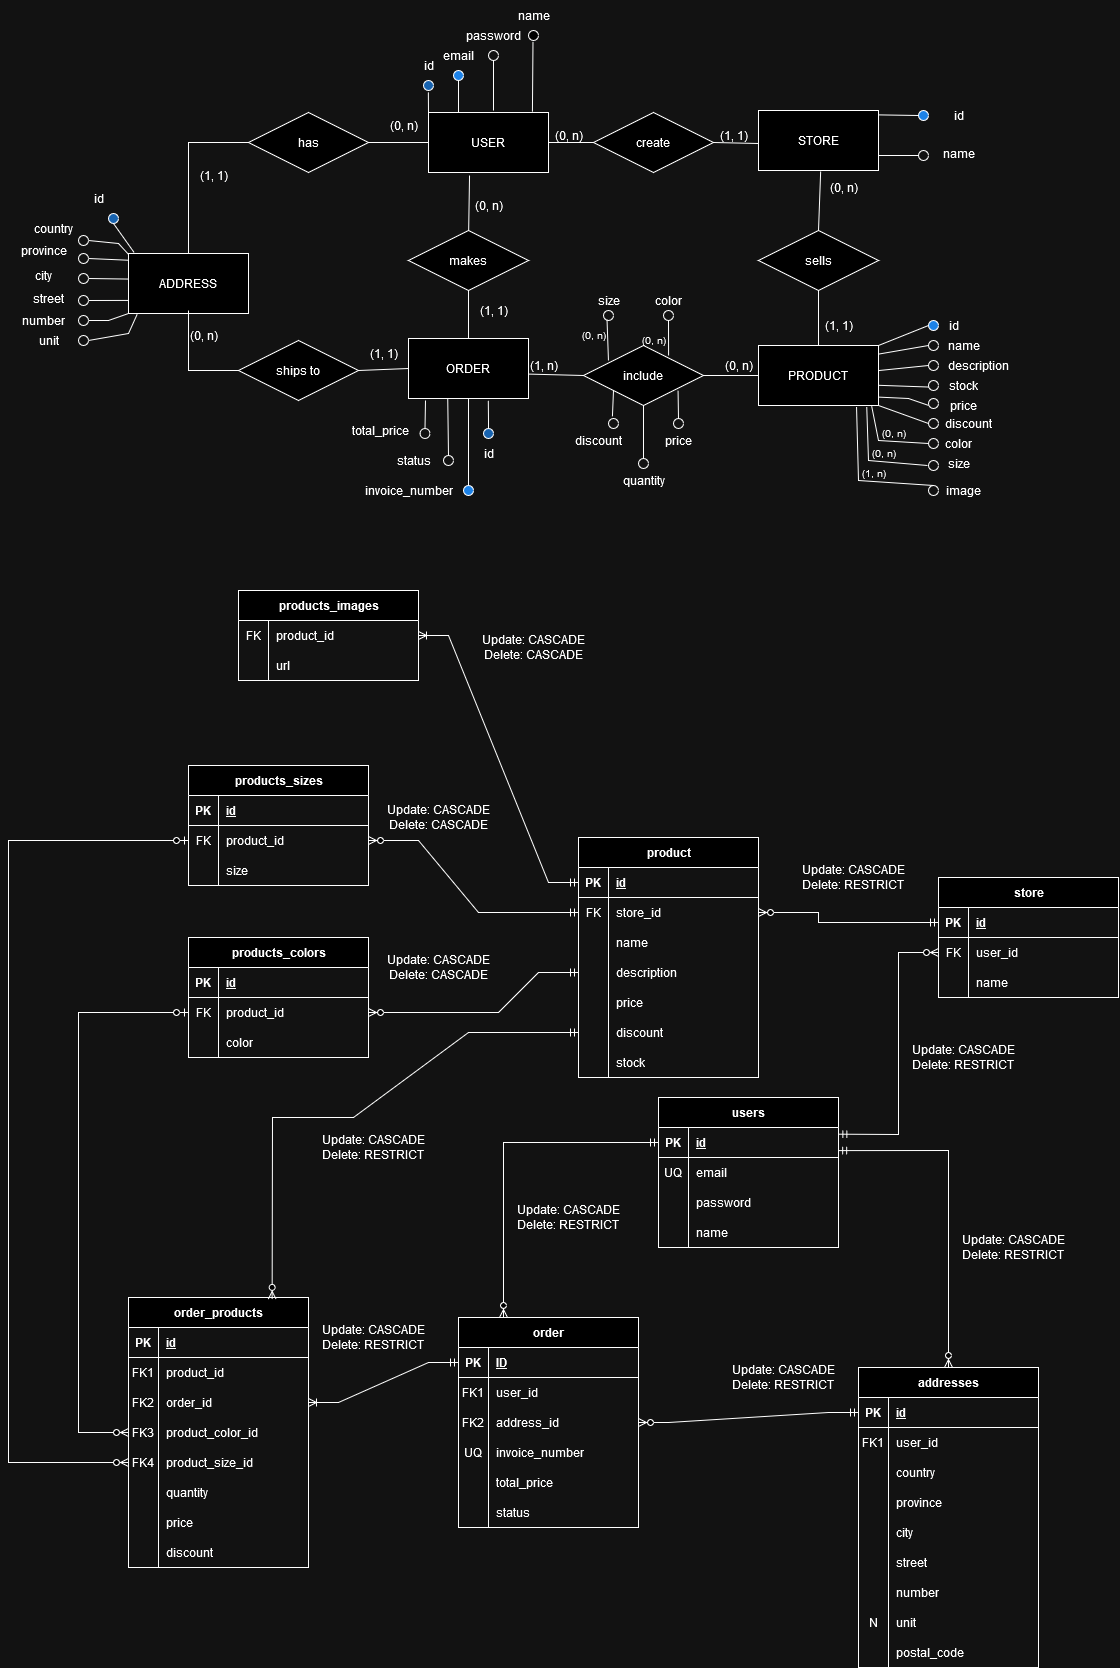 name
password
email
id
(0, n)
has
USER
(0, n)
create
(1, 1)
STORE
id
name
(1, 1)
(0, n)
(0, n)
id
country
province
city
street
number
unit
ADDRESS
makes
sells
(0, n)
ships to
(1, 1)
(1, 1)
ORDER
(1, n)
size
color
(0, n)
(0, n)
include
(0, n)
discount
price
quantity
(1, 1)
PRODUCT
id
name
description
stock
price
discount
color
size
image
(0, n)
(0, n)
(1, n)
total_price
status
id
invoice_number
products_images
FK
product_id
url
Update: CASCADE
Delete: CASCADE
products_sizes
PK
id
FK
product_id
size
Update: CASCADE
Delete: CASCADE
product
PK
id
FK
store_id
name
description
price
discount
stock
Update: CASCADE
Delete: RESTRICT
store
PK
id
FK
user_id
name
products_colors
PK
id
FK
product_id
color
Update: CASCADE
Delete: CASCADE
Update: CASCADE
Delete: RESTRICT
Update: CASCADE
Delete: RESTRICT
users
PK
id
UQ
email
password
name
Update: CASCADE
Delete: RESTRICT
Update: CASCADE
Delete: RESTRICT
order_products
PK
id
FK1
product_id
FK2
order_id
FK3
product_color_id
FK4
product_size_id
quantity
price
discount
Update: CASCADE
Delete: RESTRICT
order
PK
ID
FK1
user_id
FK2
address_id
UQ
invoice_number
total_price
status
Update: CASCADE
Delete: RESTRICT
addresses
PK
id
FK1
user_id
country
province
city
street
number
N
unit
postal_code